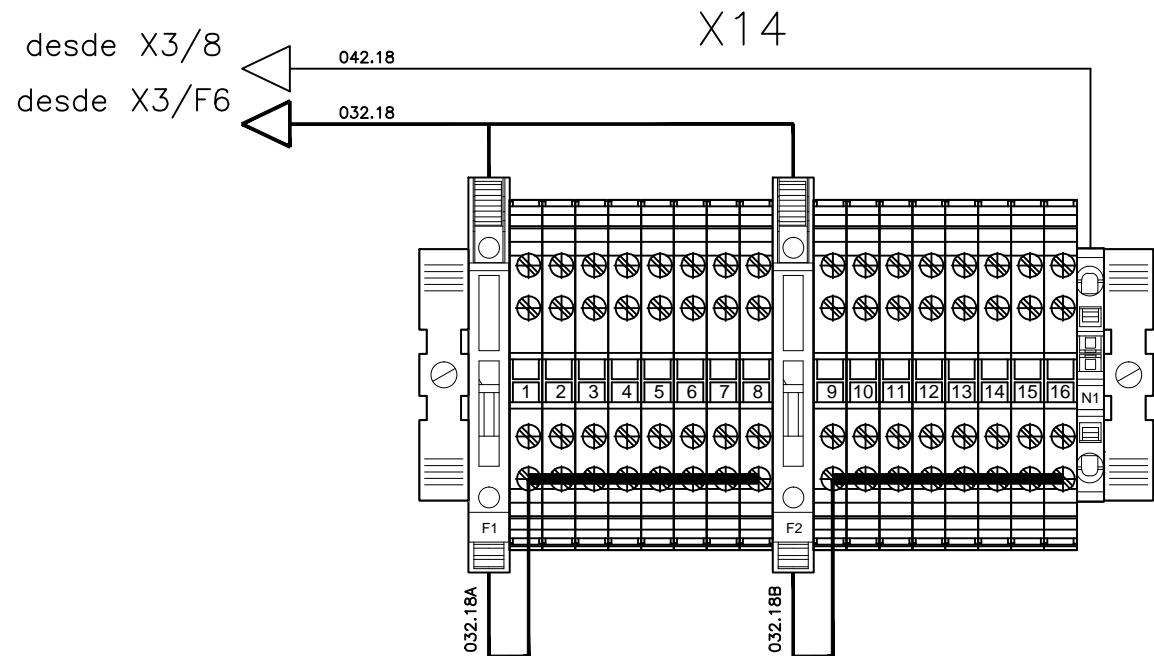 X14
desde X3/8
042.18
desde X3/F6
032.18
1 2 3 4 5 6 7 8 9 10 11 12 13 14 15 16 N1
F1 F2
032.18A 032.18B